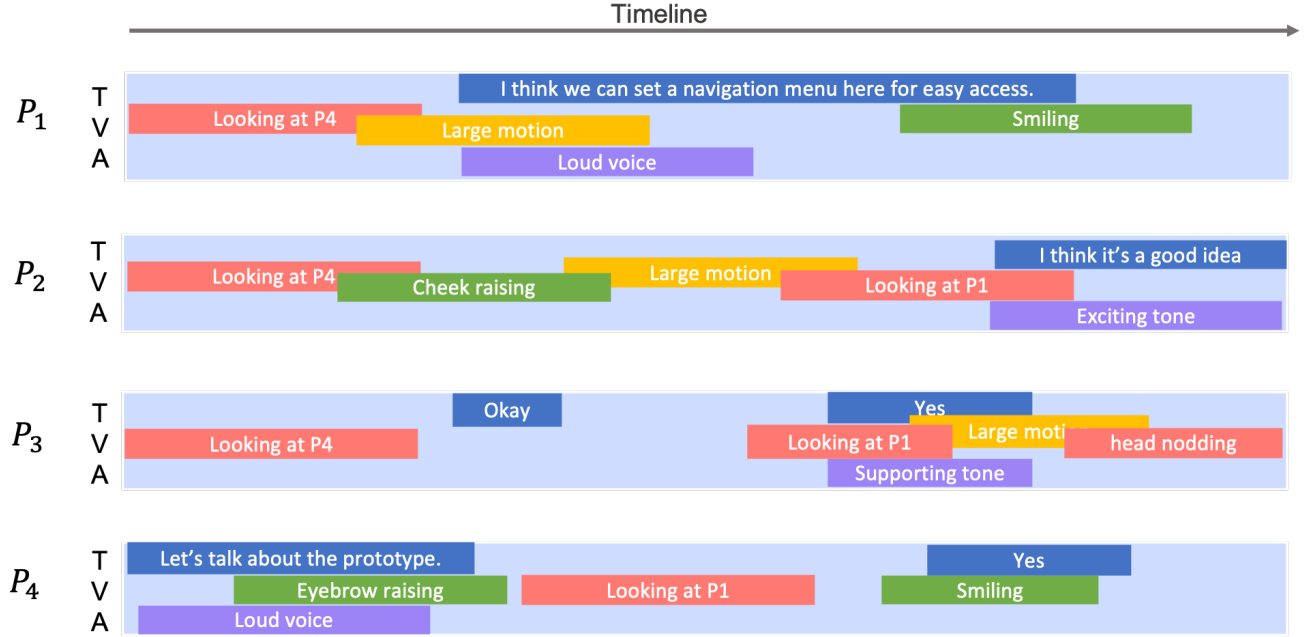 Timeline
P1
T
V
A
I think we can set a navigation menu here for easy access.
Looking at P4
Smiling
Large motion
Loud voice
P2
T
V
A
I think it's a good idea
Looking at P4
Large motion
Cheek raising
Looking at P1
Exciting tone
P3
T
V
A
Okay
Yes
Looking at P4
Looking at P1
Large
head nodding
Supporting tone
P4
T
V
A
Let's talk about the prototype.
Yes
Eyebrow raising
Looking at P1
Smiling
Loud voice